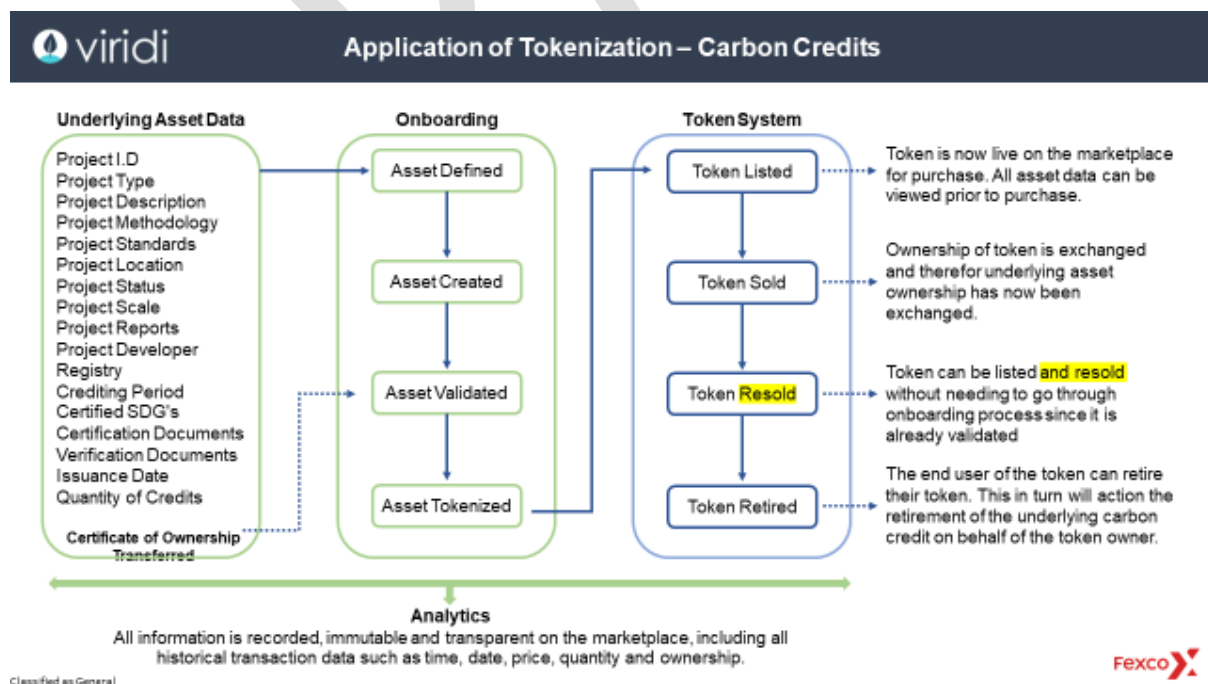 viridi
Application of Tokenization – Carbon Credits
Underlying Asset Data
Project I.D
Project Type
Project Description
Project Methodology
Project Standards
Project Location
Project Status
Project Scale
Project Reports
Project Developer
Registry
Crediting Period
Certified SDG's
Certification Documents
Verification Documents
Issuance Date
Quantity of Credits
Certificate of Ownership
Transferred
Onboarding
Asset Defined
Asset Created
Asset Validated
Asset Tokenized
Token System
Token Listed
Token Sold
Token Resold
Token Retired
Token is now live on the marketplace
for purchase. All asset data can be
viewed prior to purchase.
Ownership of token is exchanged
and therefor underlying asset
ownership has now been
exchanged.
Token can be listed and resold
without needing to go through
onboarding process since it is
already validated
The end user of the token can retire
their token. This in turn will action the
retirement of the underlying carbon
credit on behalf of the token owner.
Analytics
All information is recorded, immutable and transparent on the marketplace, including all
historical transaction data such as time, date, price, quantity and ownership.
Fexco
Classified as General